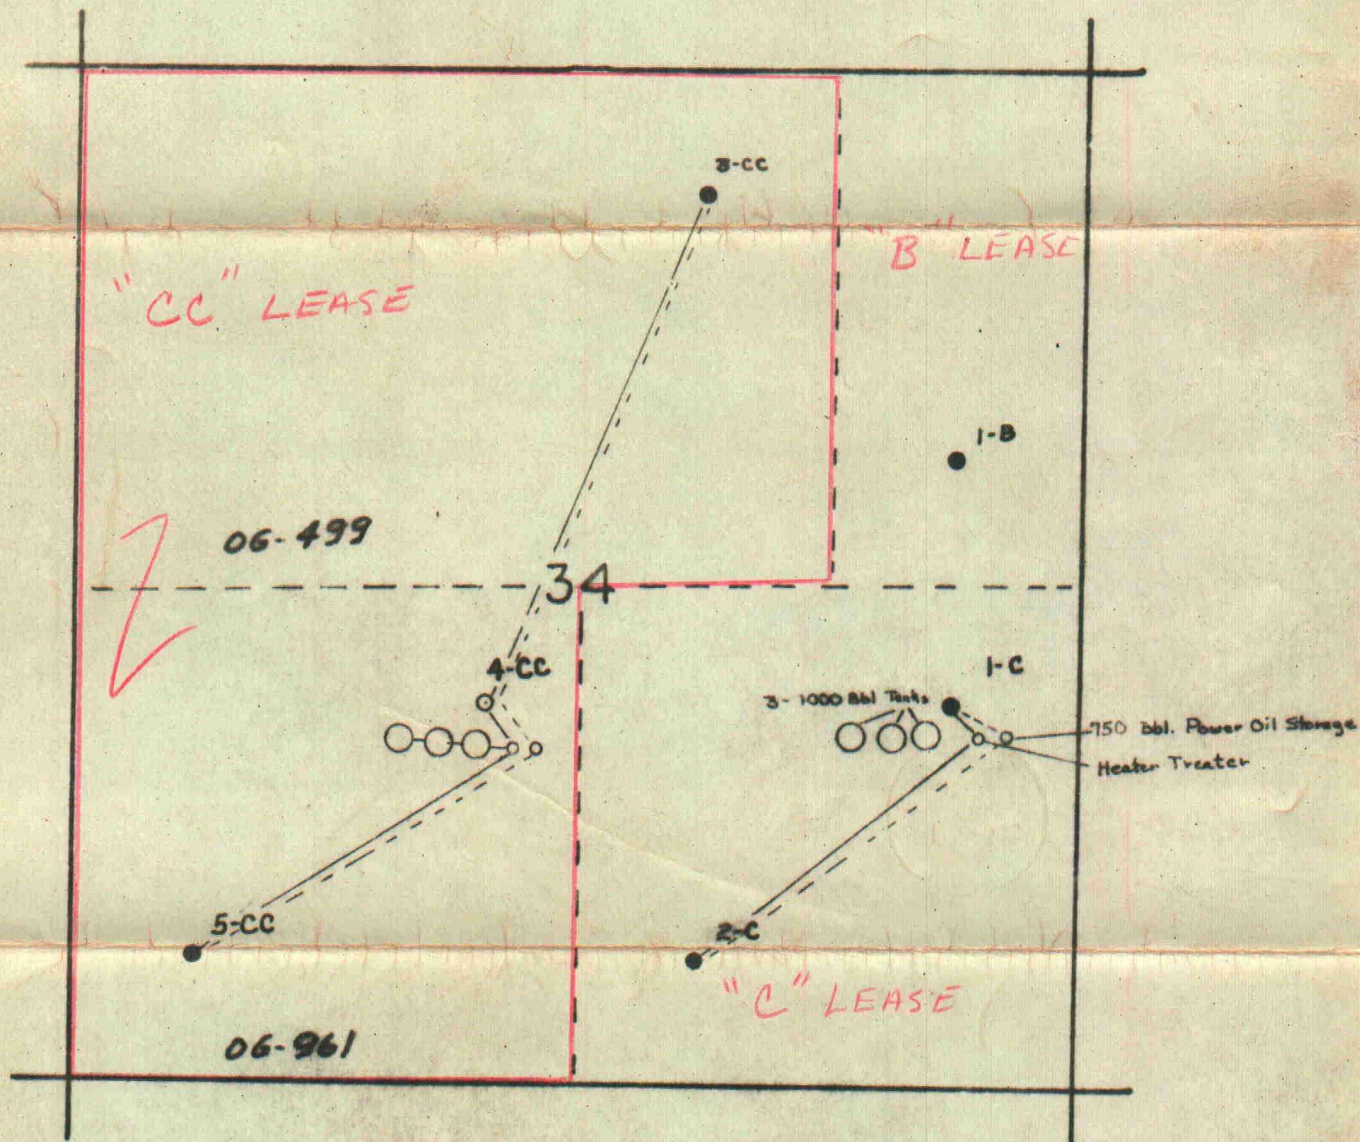 3-CC
"B" LEASE
"CC" LEASE
1-B
06-499
34
4-CC
1-C
3-1000 Bbl Tanks
750 bbl. Power Oil Storage
Heater Treater
5-CC
2-C
"C" LEASE
06-961